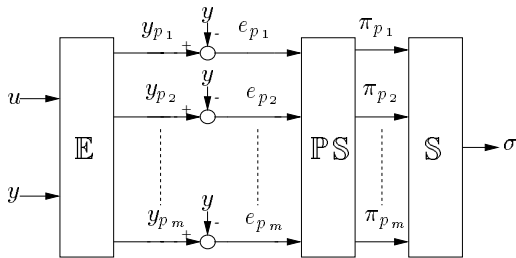 y_{p_1} y e_{p_1} π_{p_1}
+ -
u y_{p_2} y e_{p_2} π_{p_2}
+ -
𝔼 ℙ𝕊 𝕊 σ
y y_{p_m} y e_{p_m} π_{p_m}
+ -